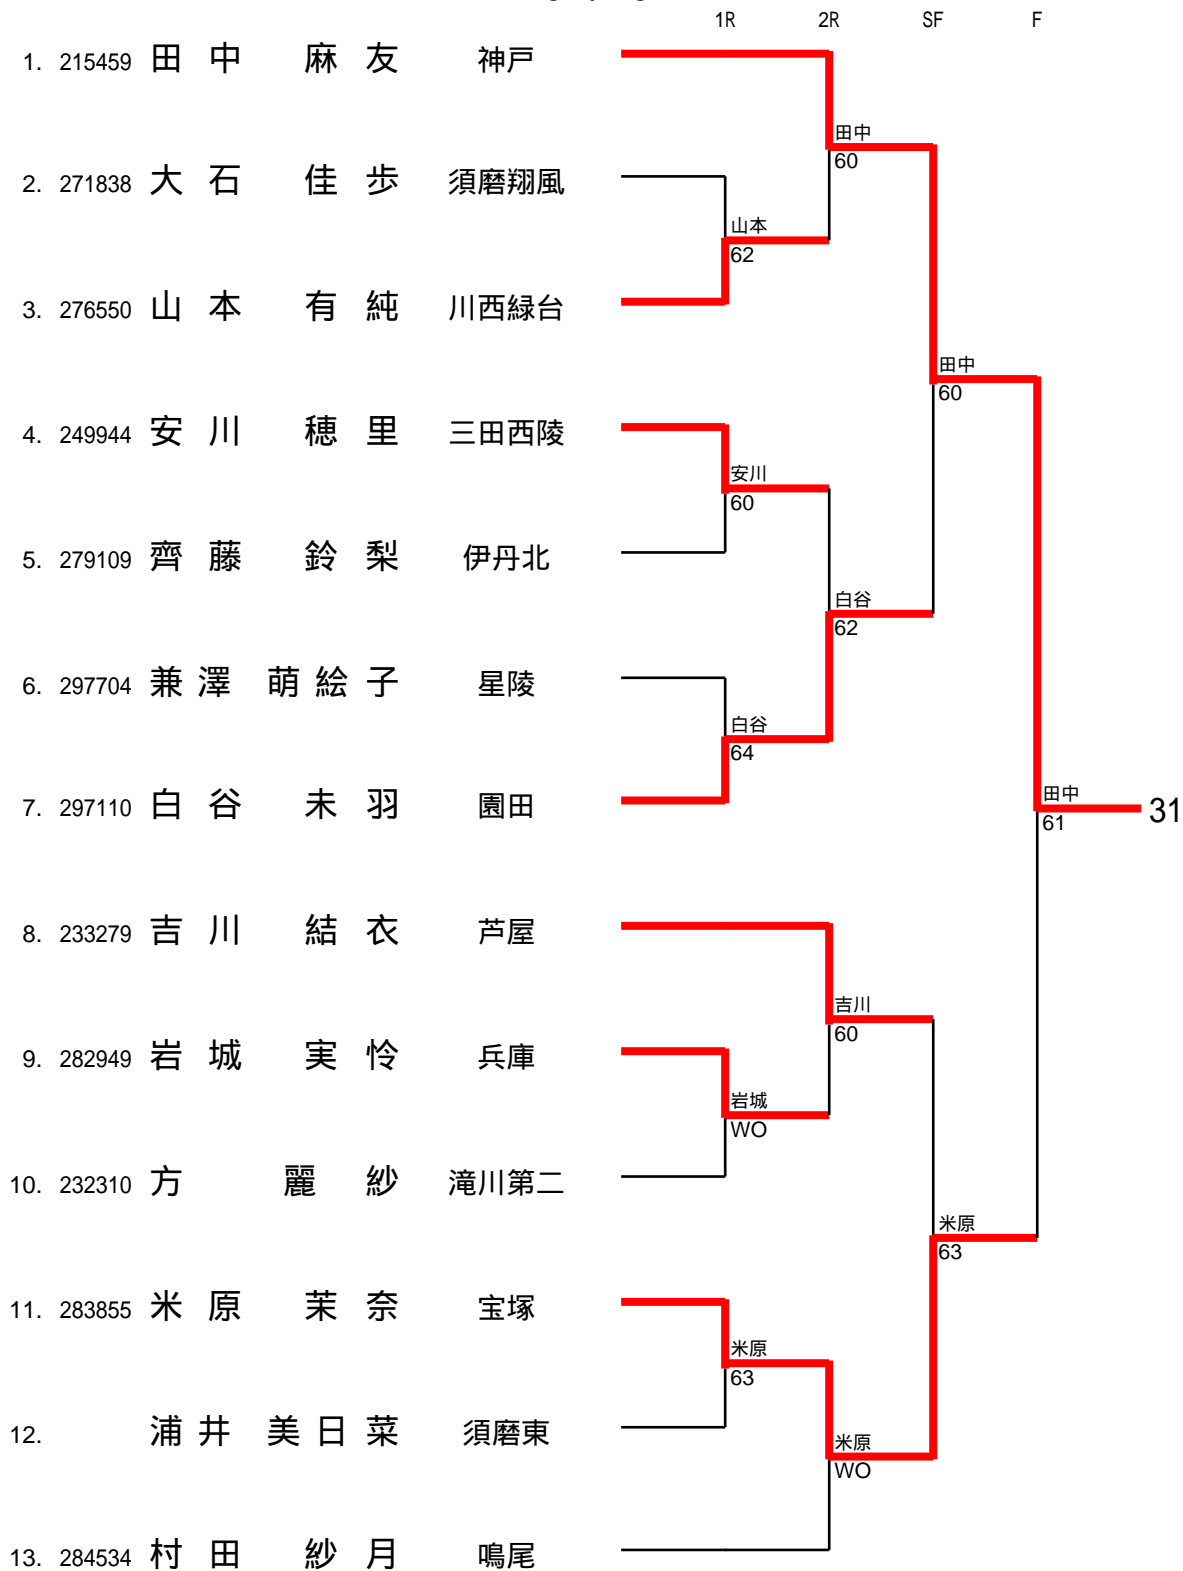 1R 2R SF F
1. 215459 田中 麻友 神戸
田中
60
2. 271838 大石 佳歩 須磨翔風
山本
62
3. 276550 山本 有純 川西緑台
田中
60
4. 249944 安川 穂里 三田西陵
安川
60
5. 279109 齊藤 鈴梨 伊丹北
白谷
62
6. 297704 兼澤 萌絵子 星陵
白谷
64
7. 297110 白谷 未羽 園田
田中
61
31
8. 233279 吉川 結衣 芦屋
吉川
60
9. 282949 岩城 実怜 兵庫
岩城
WO
10. 232310 方 麗紗 滝川第二
米原
63
11. 283855 米原 茉奈 宝塚
米原
63
12. 浦井 美日菜 須磨東
米原
WO
13. 284534 村田 紗月 鳴尾